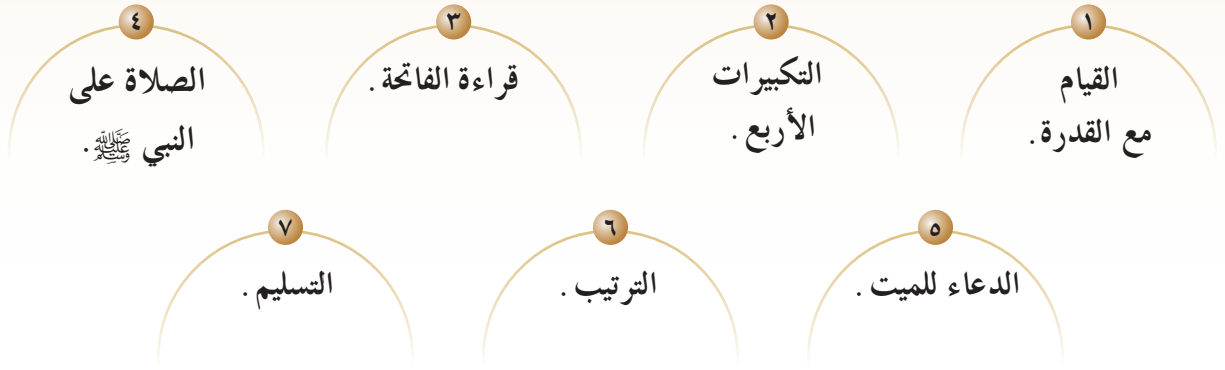 ١
القيام
مع القدرة.
٢
التكبيرات
الأربع.
٣
قراءة الفاتحة.
٤
الصلاة على
النبي ﷺ.
٥
الدعاء للميت.
٦
الترتيب.
٧
التسليم.